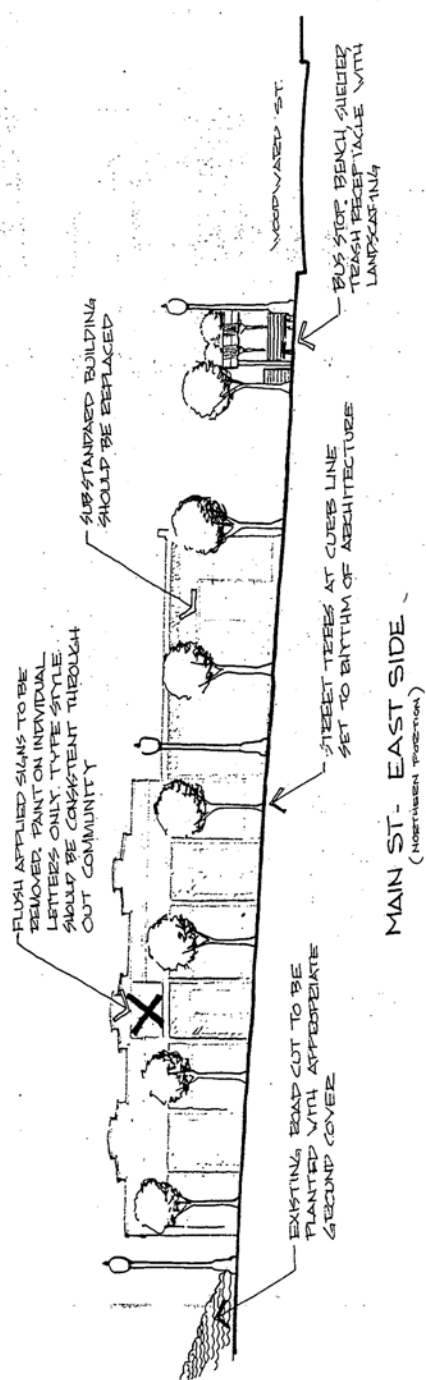 FLUSH APPLIED SIGNS TO BE
REMOVED. PAINT ON INDIVIDUAL
LETTERS ONLY. TYPE STYLE
SHOULD BE CONSISTENT THROUGH
OUT COMMUNITY
SUBSTANDARD BUILDING
SHOULD BE REPLACED
WOODWARD ST.
EXISTING ROAD CUT TO BE
PLANTED WITH APPROPRIATE
GROUND COVER
STREET TREES AT CURB LINE
SET TO RHYTHM OF ARCHITECTURE
BUS STOP BENCH, SHELTER,
TRASH RECEPTACLE WITH
LANDSCAPING
MAIN ST. - EAST SIDE
(NORTHERN PORTION)